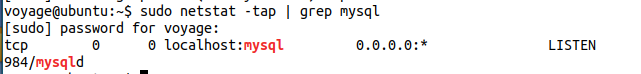 voyage@ubuntu:~$ sudo netstat -tap | grep mysql
[sudo] password for voyage:
tcp        0      0 localhost:mysql         0.0.0.0:*               LISTEN
984/mysqld